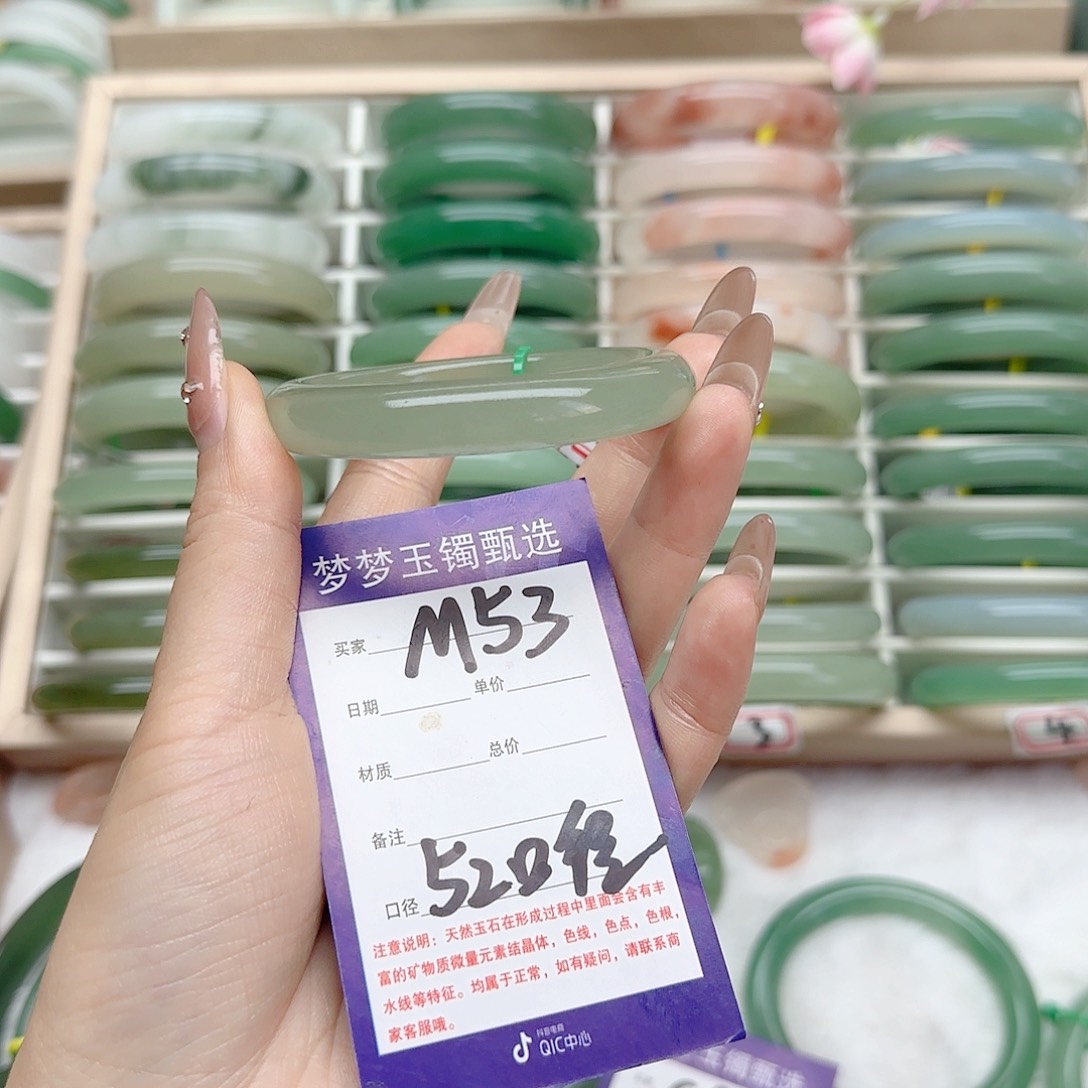 梦梦玉镯甄选
买家 M53
日期 单价
材质 总价
备注
口径 52口径
注意说明：天然玉石在形成过程中里面会含有丰
富的矿物质微量元素结晶体，色线，色点，色根，
水线等特征。均属于正常，如有疑问，请联系商
家客服哦。
抖音电商
QIC中心
3
4
玉镯甄选